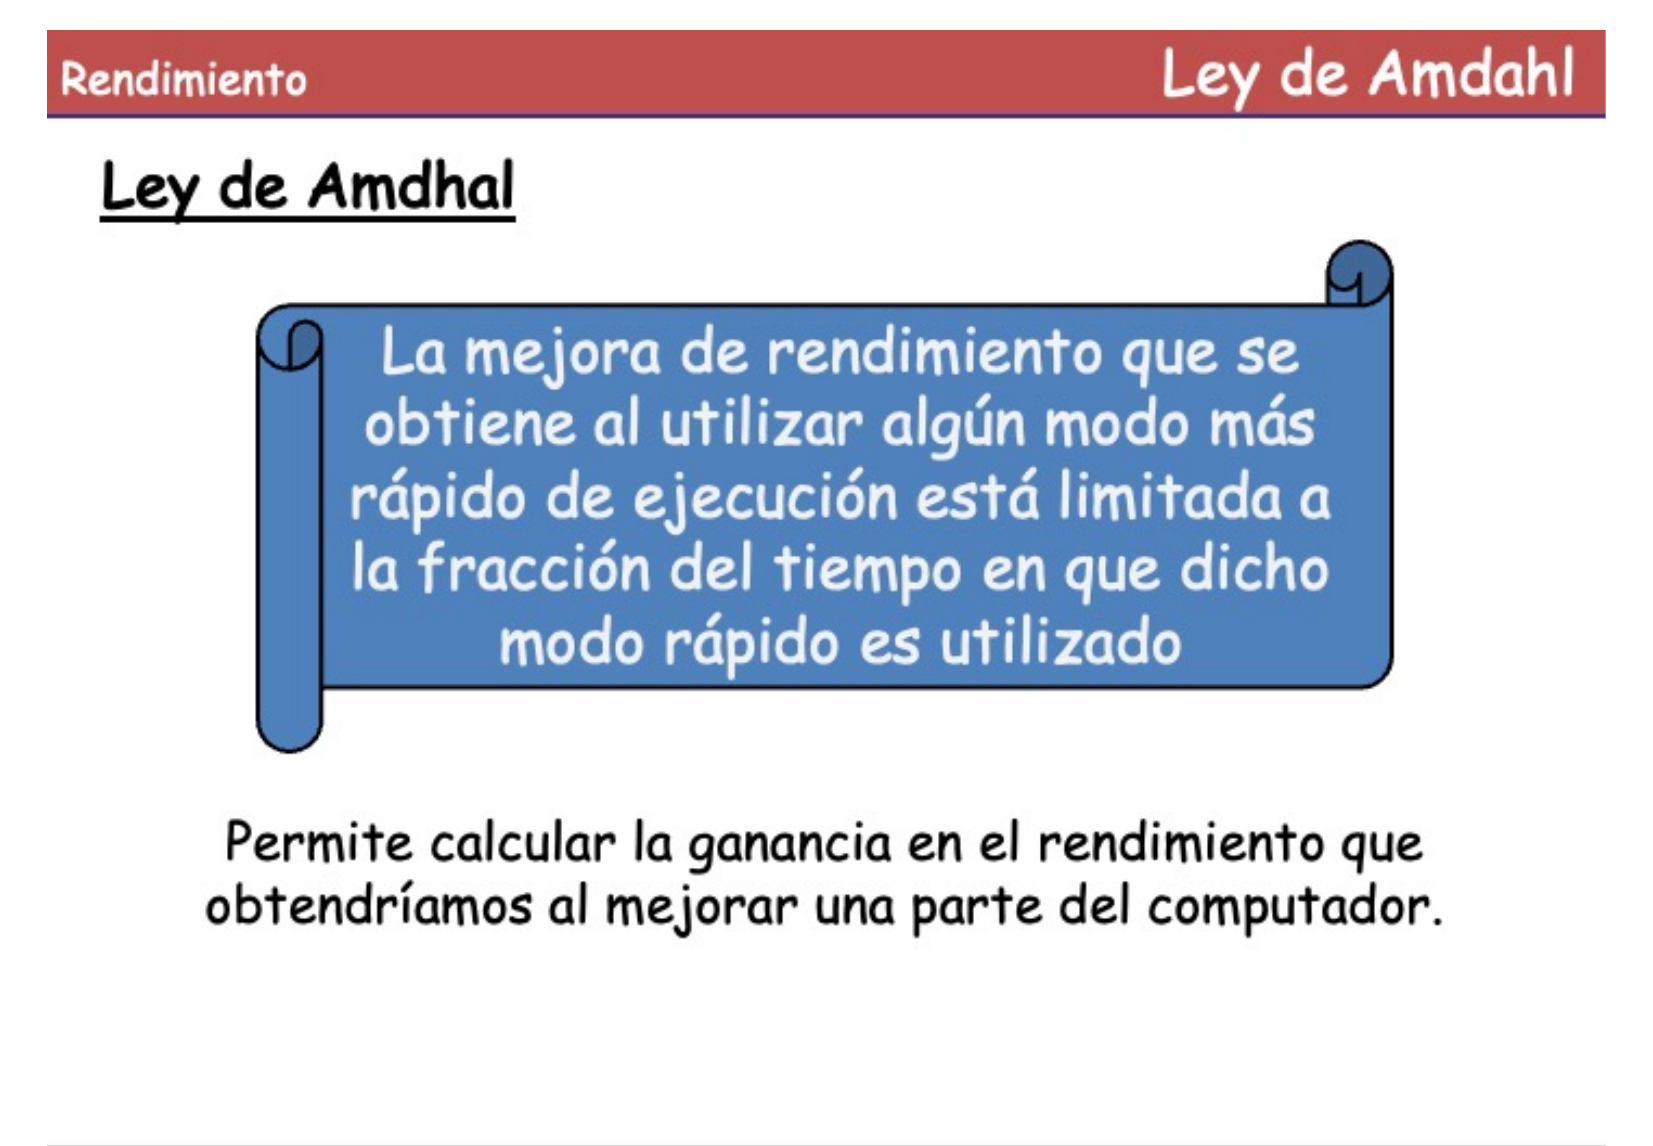 Rendimiento
Ley de Amdahl
Ley de Amdhal
La mejora de rendimiento que se
obtiene al utilizar algún modo más
rápido de ejecución está limitada a
la fracción del tiempo en que dicho
modo rápido es utilizado
Permite calcular la ganancia en el rendimiento que
obtendríamos al mejorar una parte del computador.